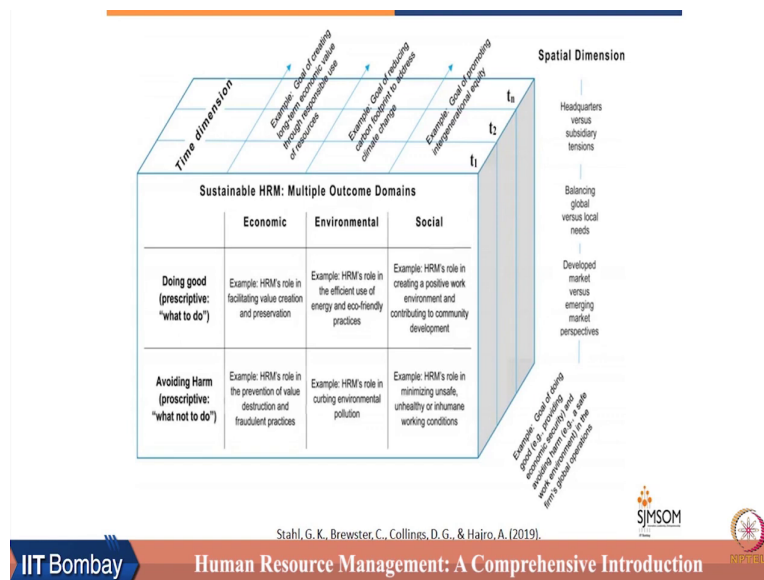 Spatial Dimension
Example: Goal of creating
long-term economic value
through responsible use
of resources
Example: Goal of reducing
carbon footprint to address
climate change
Example: Goal of promoting
intergenerational equity
Time dimension
tn
t2
t1
Headquarters
versus
subsidiary
tensions
Balancing
global
versus local
needs
Developed
market
versus
emerging
market
perspectives
Sustainable HRM: Multiple Outcome Domains
Economic Environmental Social
Doing good
(prescriptive:
“what to do”)
Example: HRM's role in
facilitating value creation
and preservation
Example: HRM's role in
the efficient use of
energy and eco-friendly
practices
Example: HRM's role in
creating a positive work
environment and
contributing to community
development
Avoiding Harm
(proscriptive:
“what not to do”)
Example: HRM's role in
the prevention of value
destruction and
fraudulent practices
Example: HRM's role in
curbing environmental
pollution
Example: HRM's role in
minimizing unsafe,
unhealthy or inhumane
working conditions
Example: Goal of doing
good (e.g., providing
economic security) and
avoiding harm (e.g., a safe
work environment) in the
firm's global operations
SJMSOM
Stahl, G. K., Brewster, C., Collings, D. G., & Hajro, A. (2019).
IIT Bombay
Human Resource Management: A Comprehensive Introduction
NPTEL